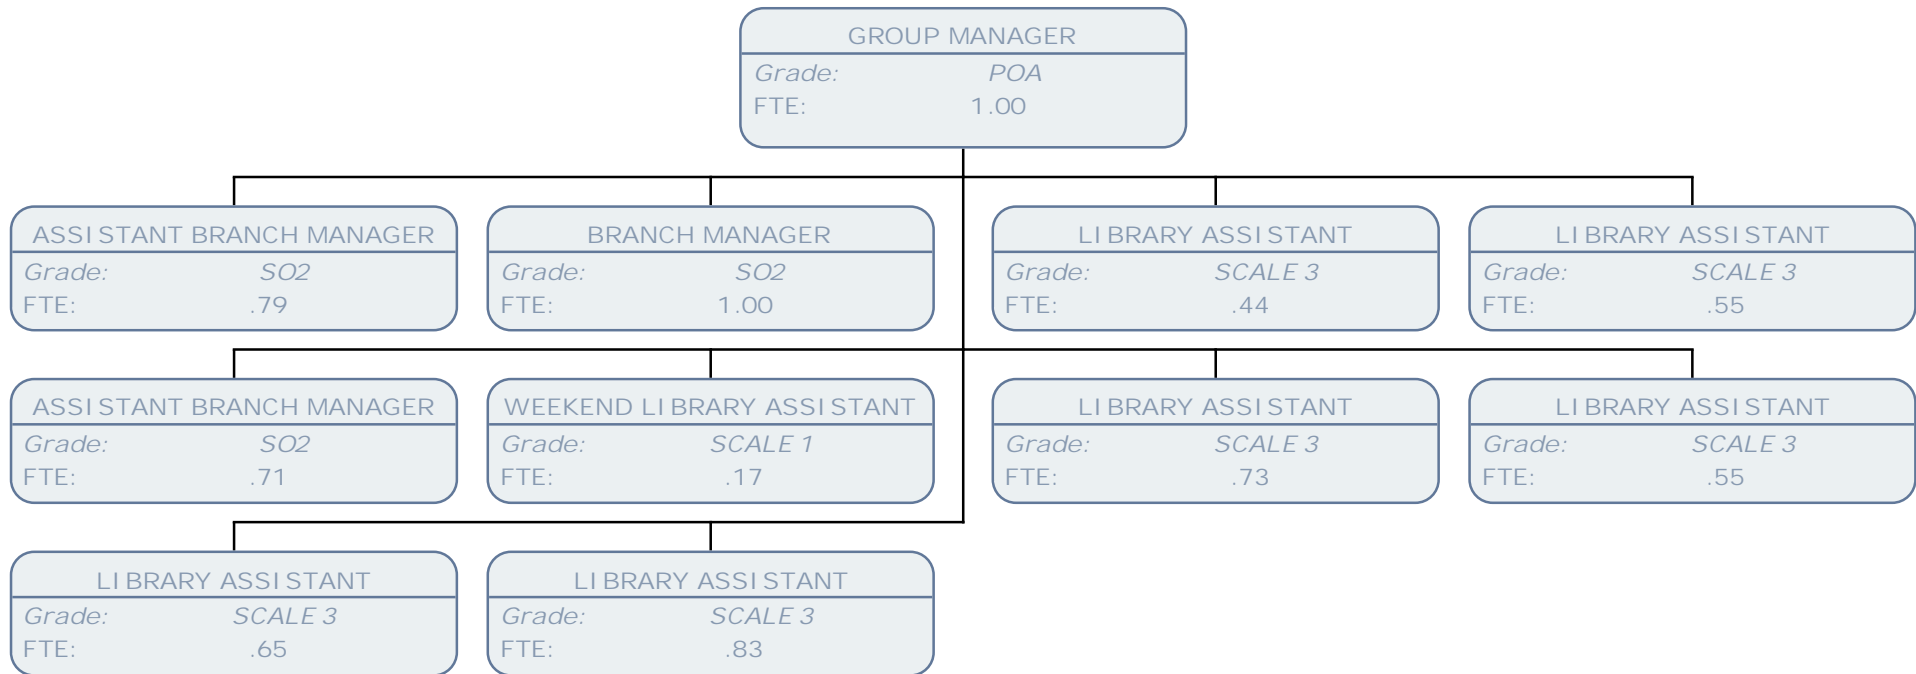 GROUP MANAGER
Grade: POA
FTE: 1.00
ASSISTANT BRANCH MANAGER
Grade: SO2
FTE: .79
BRANCH MANAGER
Grade: SO2
FTE: 1.00
LIBRARY ASSISTANT
Grade: SCALE 3
FTE: .44
LIBRARY ASSISTANT
Grade: SCALE 3
FTE: .55
ASSISTANT BRANCH MANAGER
Grade: SO2
FTE: .71
WEEKEND LIBRARY ASSISTANT
Grade: SCALE 1
FTE: .17
LIBRARY ASSISTANT
Grade: SCALE 3
FTE: .73
LIBRARY ASSISTANT
Grade: SCALE 3
FTE: .55
LIBRARY ASSISTANT
Grade: SCALE 3
FTE: .65
LIBRARY ASSISTANT
Grade: SCALE 3
FTE: .83